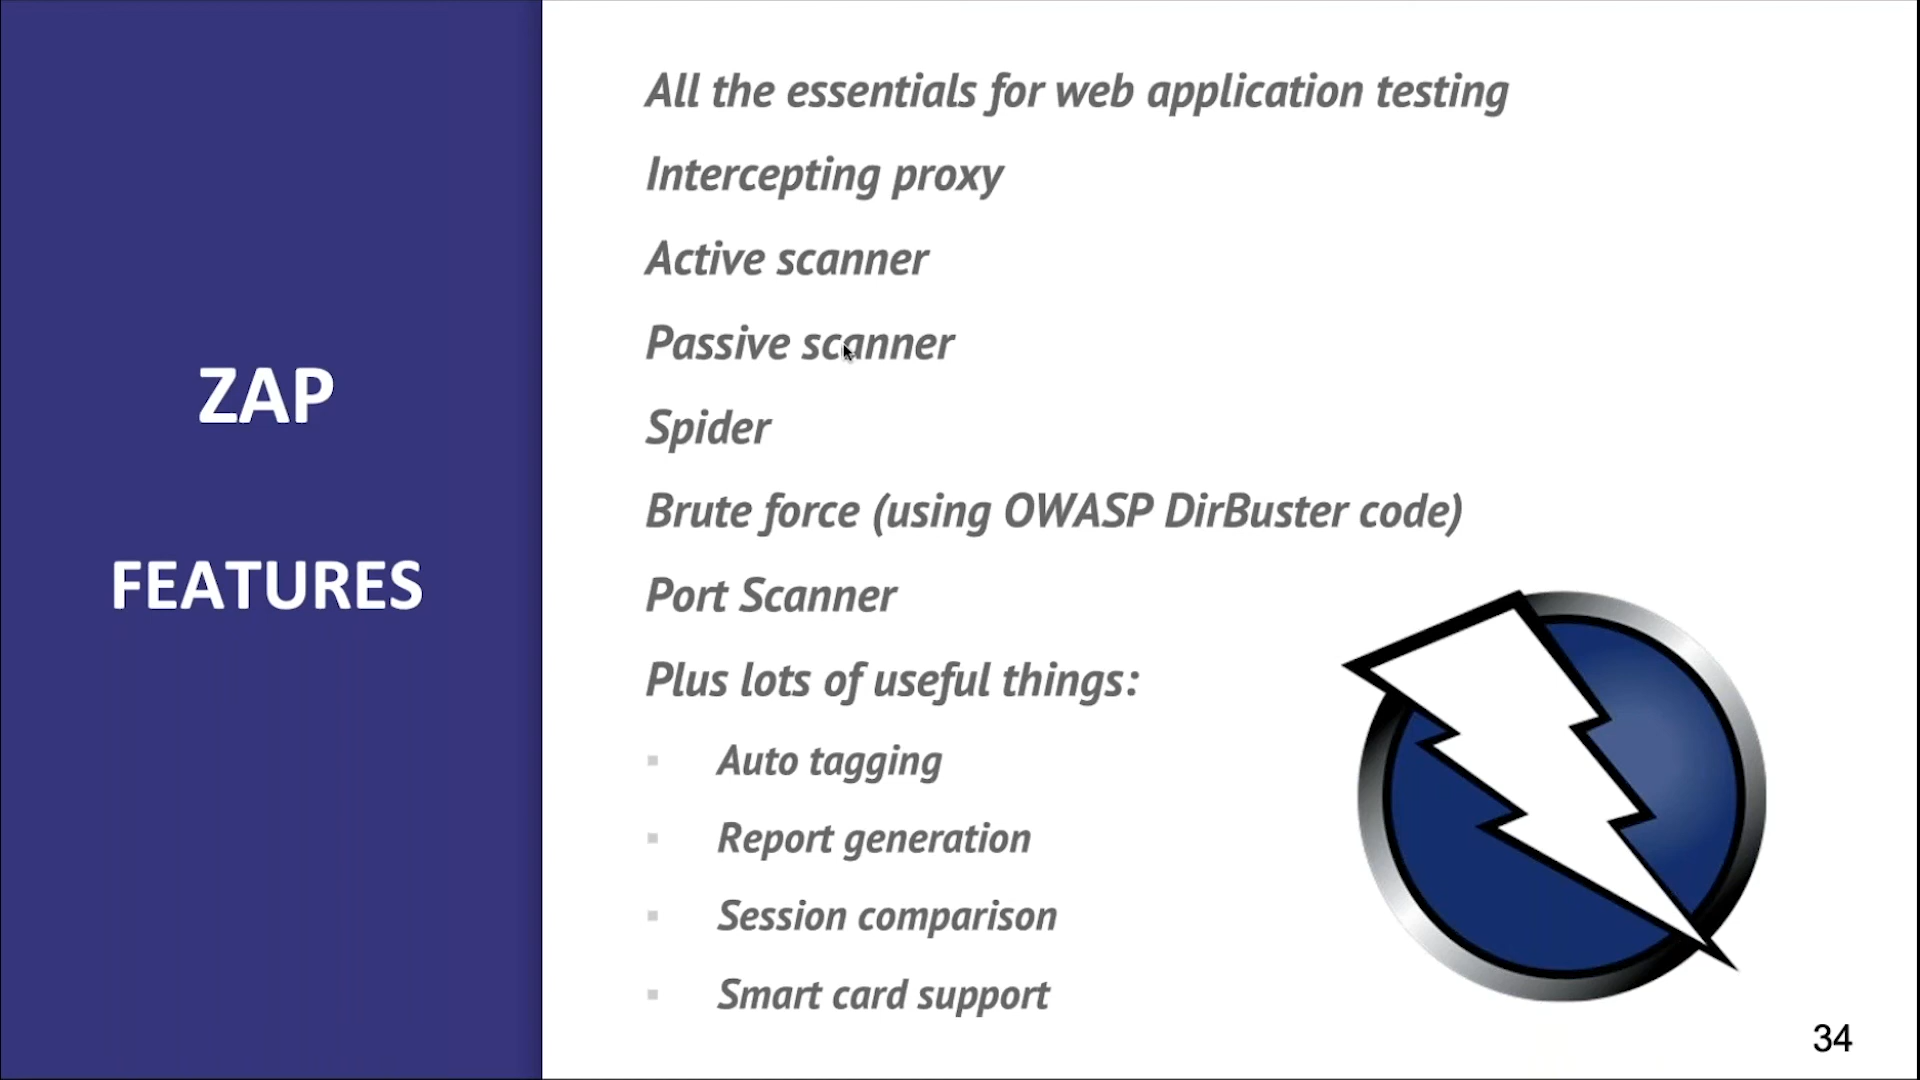 ZAP
FEATURES
All the essentials for web application testing
Intercepting proxy
Active scanner
Passive scanner
Spider
Brute force (using OWASP DirBuster code)
Port Scanner
Plus lots of useful things:
Auto tagging
Report generation
Session comparison
Smart card support
34